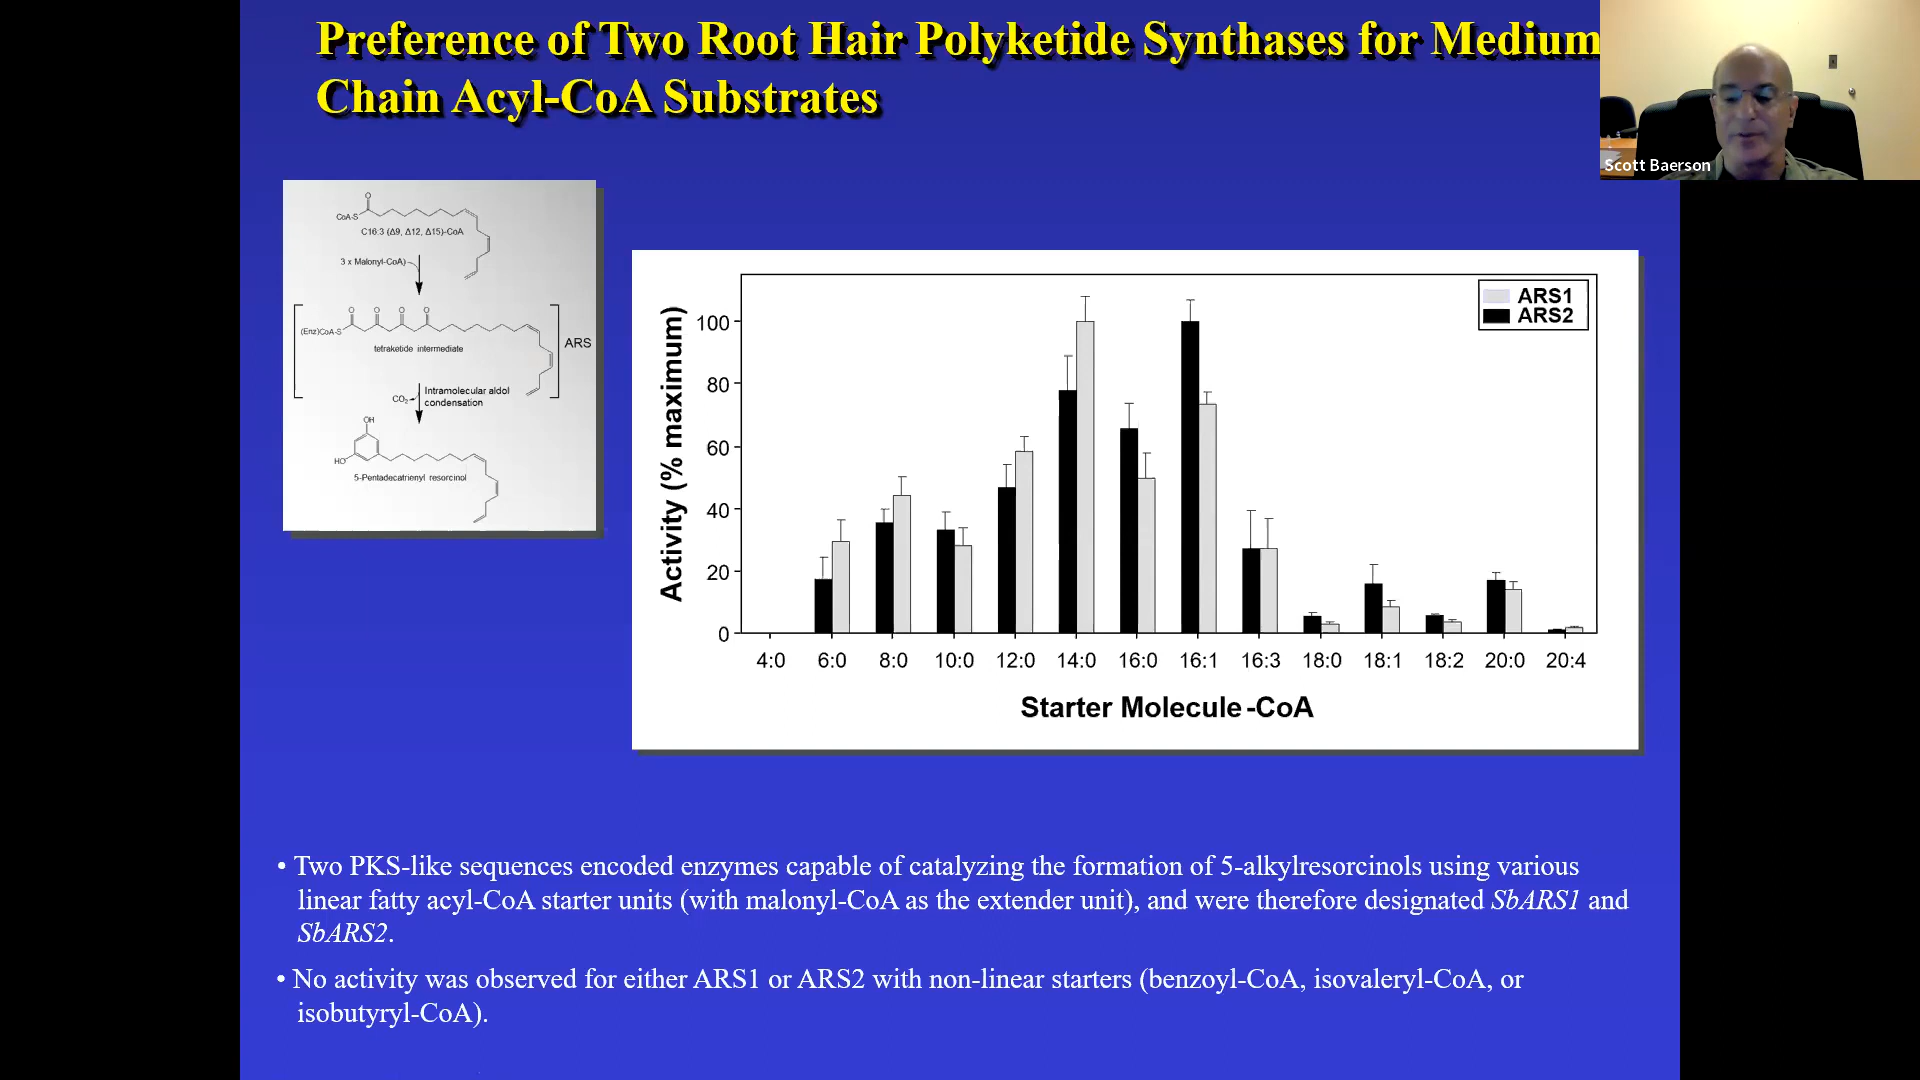 Preference of Two Root Hair Polyketide Synthases for Medium
Chain Acyl-CoA Substrates
Scott Baerson
O
CoA-S
C16:3 (Δ9, Δ12, Δ15)-CoA
3 x Malonyl-CoA)
O O O O
(Enz)CoA-S
tetraketide intermediate
ARS
CO2
Intramolecular aldol
condensation
OH
HO
5-Pentadecatrienyl resorcinol
Activity (% maximum)
100
80
60
40
20
0
ARS1
ARS2
4:0 6:0 8:0 10:0 12:0 14:0 16:0 16:1 16:3 18:0 18:1 18:2 20:0 20:4
Starter Molecule-CoA
• Two PKS-like sequences encoded enzymes capable of catalyzing the formation of 5-alkylresorcinols using various
linear fatty acyl-CoA starter units (with malonyl-CoA as the extender unit), and were therefore designated SbARS1 and
SbARS2.
• No activity was observed for either ARS1 or ARS2 with non-linear starters (benzoyl-CoA, isovaleryl-CoA, or
isobutyryl-CoA).